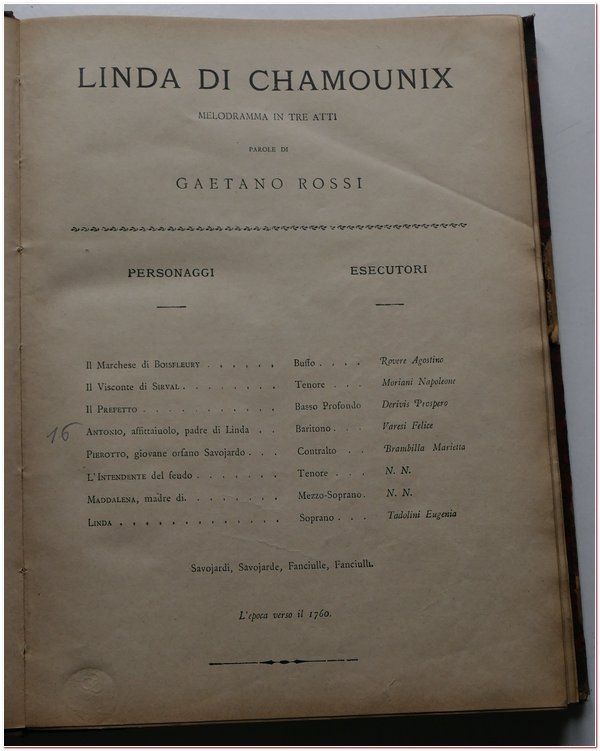 LINDA DI CHAMOUNIX
MELODRAMMA IN TRE ATTI
PAROLE DI
GAETANO ROSSI
PERSONAGGI ESECUTORI
Il Marchese di BOISFLEURY . . . . . . Buffo . . . . Rovere Agostino
Il Visconte di SIRVAL . . . . . . . . Tenore . . . Moriani Napoleone
Il PREFETTO . . . . . . . . . . . Basso Profondo Derivis Prospero
16 ANTONIO, affittaiuolo, padre di Linda . . Baritono . . . Varesi Felice
PIEROTTO, giovane orfano Savojardo . . . Contralto . . . Brambilla Marietta
L'INTENDENTE del feudo . . . . . . . Tenore . . . N. N.
MADDALENA, madre di . . . . . . . . Mezzo-Soprano . N. N.
LINDA . . . . . . . . . . . . . Soprano . . . Tadolini Eugenia
Savojardi, Savojarde, Fanciulle, Fanciulli.
L'epoca verso il 1760.